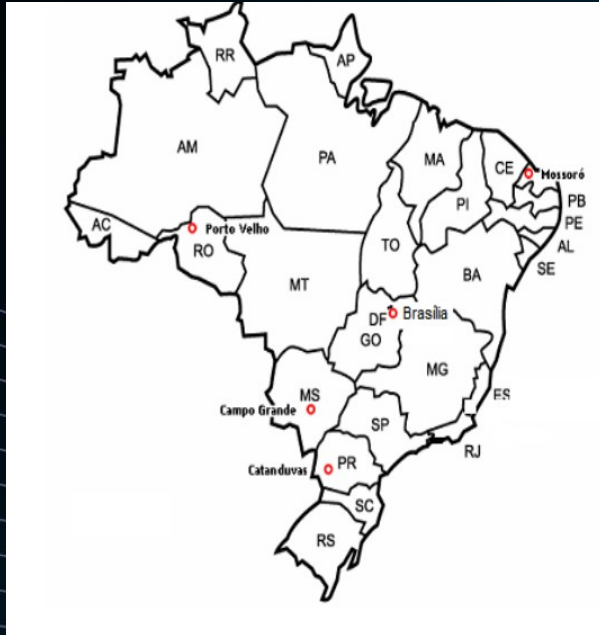 RR
AP
AM
PA
MA
CE
Mossoró
PI
PB
PE
AL
SE
AC
Porto Velho
RO
TO
BA
MT
DF
Brasília
GO
MG
MS
Campo Grande
ES
SP
RJ
Catanduvas
PR
SC
RS